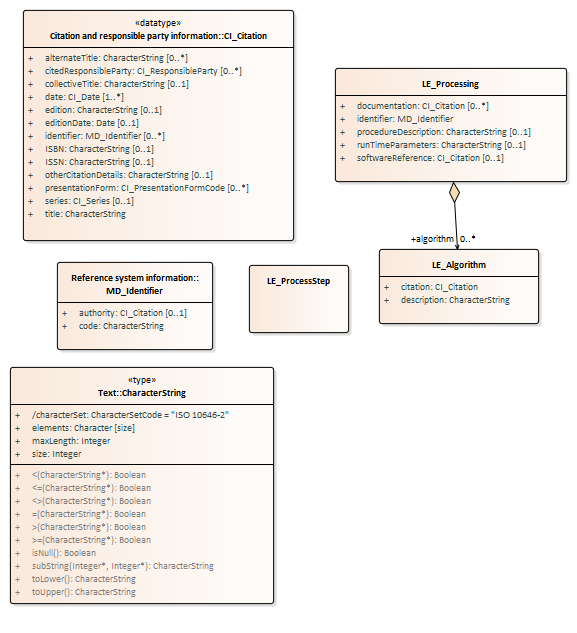 «datatype»
Citation and responsible party information::CI_Citation
+ alternateTitle: CharacterString [0..*]
+ citedResponsibleParty: CI_ResponsibleParty [0..*]
+ collectiveTitle: CharacterString [0..1]
+ date: CI_Date [1..*]
+ edition: CharacterString [0..1]
+ editionDate: Date [0..1]
+ identifier: MD_Identifier [0..*]
+ ISBN: CharacterString [0..1]
+ ISSN: CharacterString [0..1]
+ otherCitationDetails: CharacterString [0..1]
+ presentationForm: CI_PresentationFormCode [0..*]
+ series: CI_Series [0..1]
+ title: CharacterString
LE_Processing
+ documentation: CI_Citation [0..*]
+ identifier: MD_Identifier
+ procedureDescription: CharacterString [0..1]
+ runTimeParameters: CharacterString [0..1]
+ softwareReference: CI_Citation [0..1]
+algorithm 0..*
LE_Algorithm
+ citation: CI_Citation
+ description: CharacterString
Reference system information::
MD_Identifier
+ authority: CI_Citation [0..1]
+ code: CharacterString
LE_ProcessStep
«type»
Text::CharacterString
+ /characterSet: CharacterSetCode = "ISO 10646-2"
+ elements: Character [size]
+ maxLength: Integer
+ size: Integer
+ <(CharacterString*): Boolean
+ <=(CharacterString*): Boolean
+ <>(CharacterString*): Boolean
+ =(CharacterString*): Boolean
+ >(CharacterString*): Boolean
+ >=(CharacterString*): Boolean
+ isNull(): Boolean
+ subString(Integer*, Integer*): CharacterString
+ toLower(): CharacterString
+ toUpper(): CharacterString